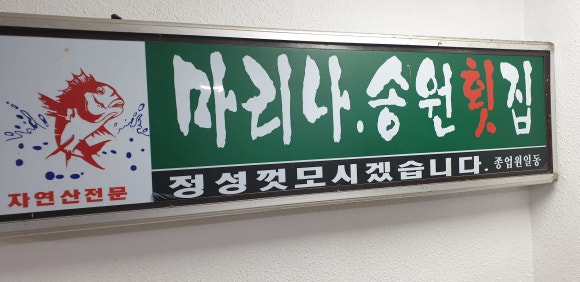 마리나.송원횟집
자연산전문
정성껏모시겠습니다. 종업원일동